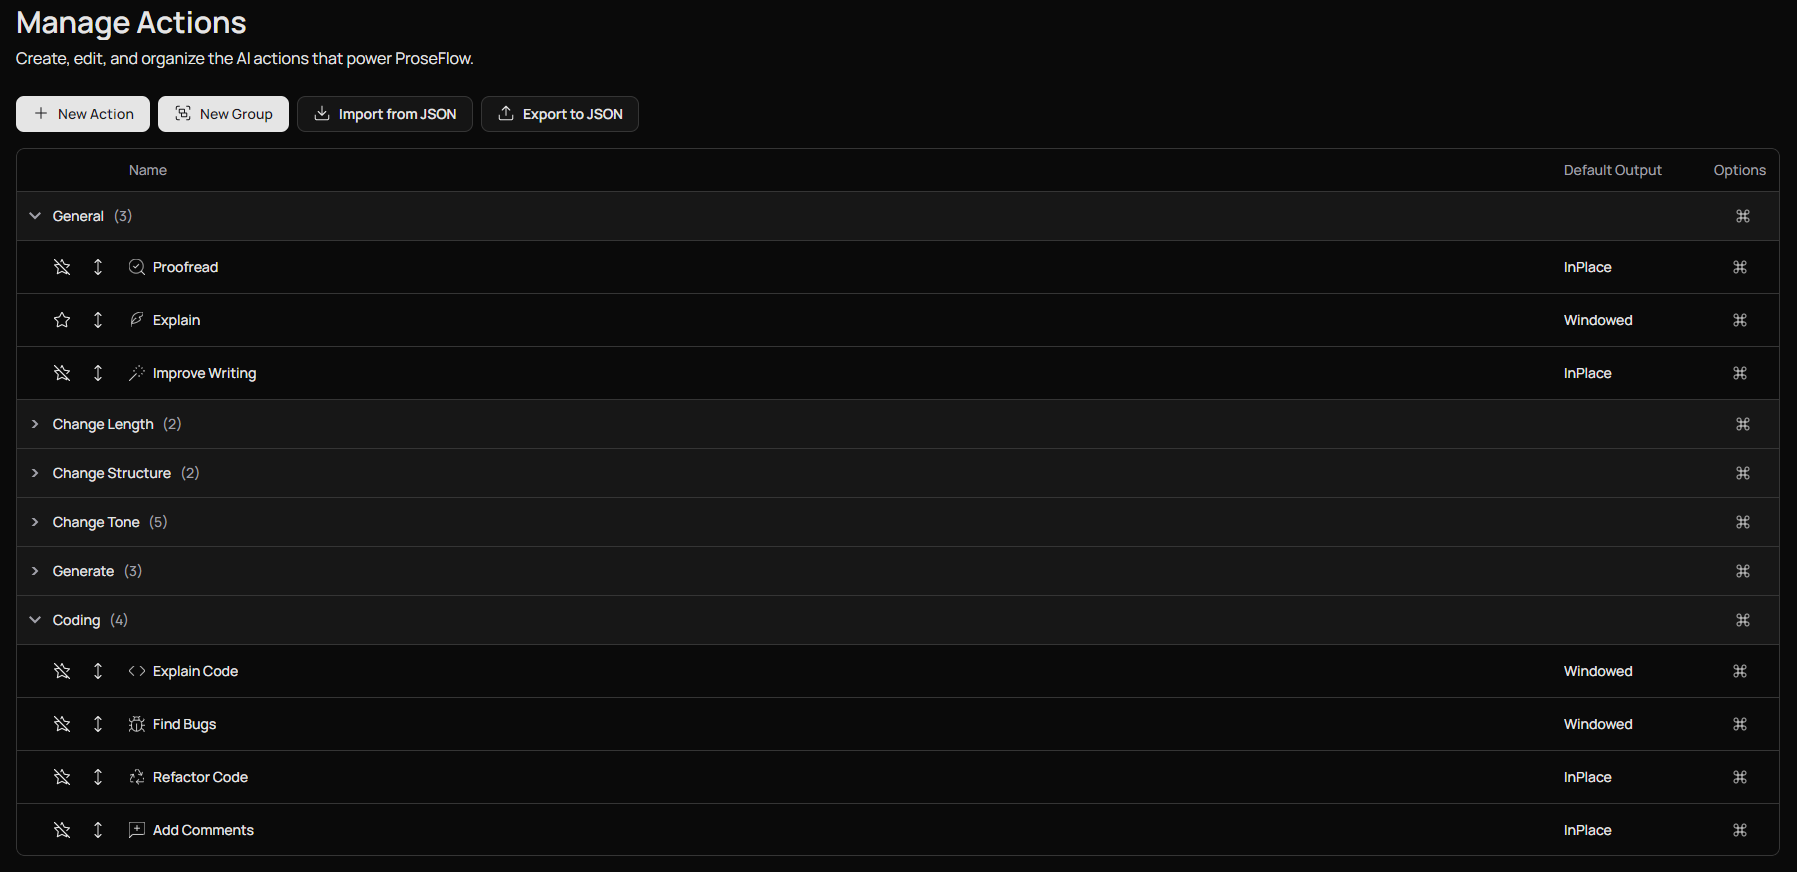 Manage Actions
Create, edit, and organize the AI actions that power ProseFlow.
New Action New Group Import from JSON Export to JSON
Name Default Output Options
General (3)
Proofread InPlace
Explain Windowed
Improve Writing InPlace
Change Length (2)
Change Structure (2)
Change Tone (5)
Generate (3)
Coding (4)
Explain Code Windowed
Find Bugs Windowed
Refactor Code InPlace
Add Comments InPlace